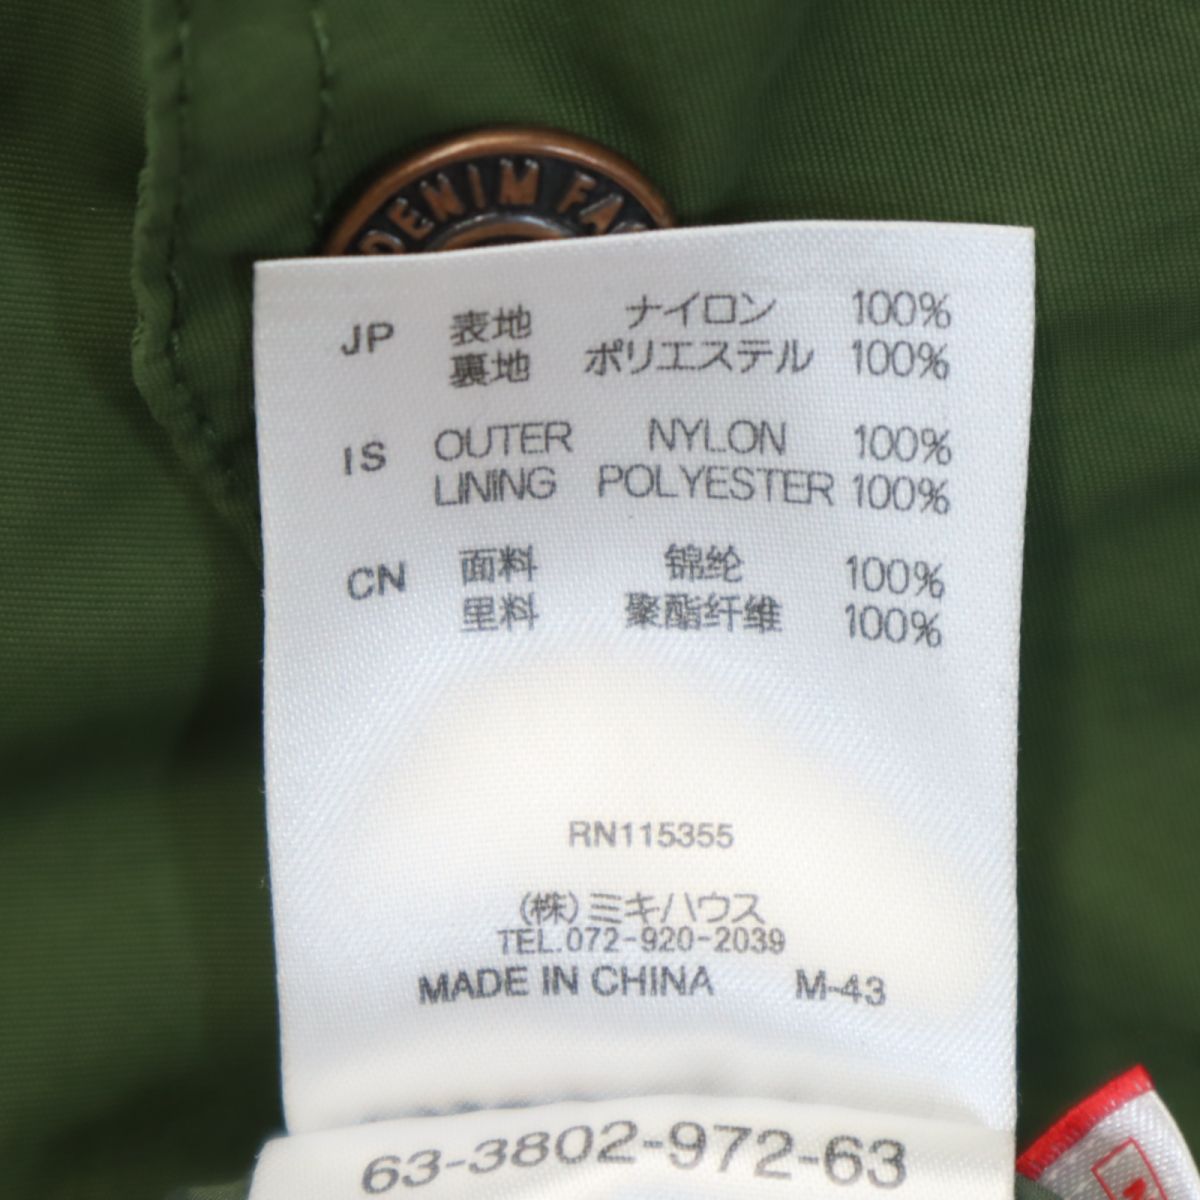 DENIM FA
JP 表地 ナイロン 100%
裏地 ポリエステル 100%
IS OUTER NYLON 100%
LINING POLYESTER 100%
CN 面料 锦纶 100%
里料 聚酯纤维 100%
RN115355
(株)ミキハウス
TEL.072-920-2039
MADE IN CHINA M-43
63-3802-972-63